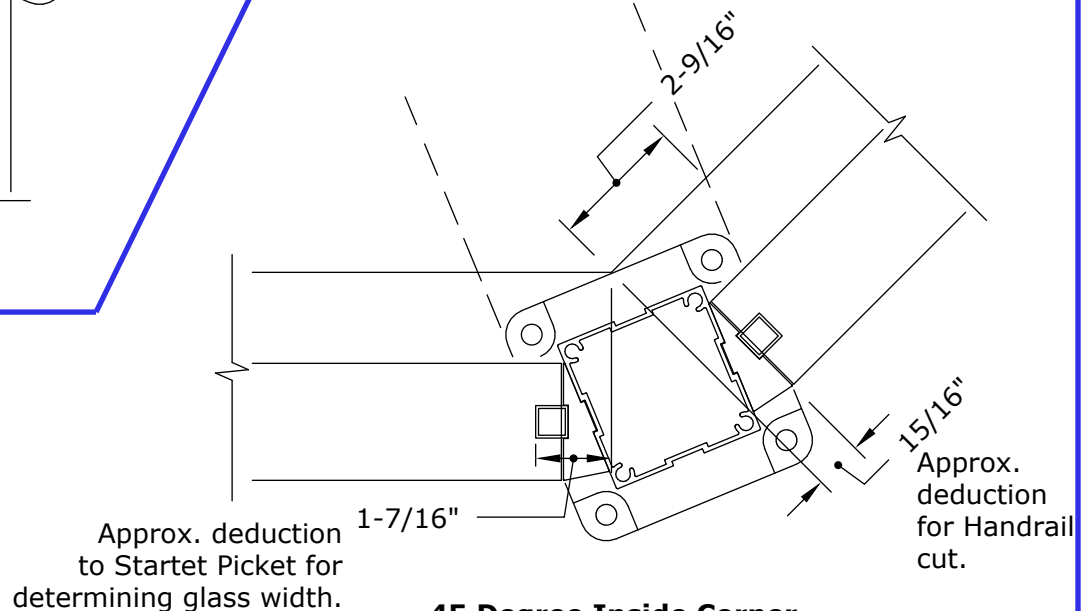 2-9/16"
15/16"
Approx.
deduction
for Handrail
cut.
1-7/16"
Approx. deduction
to Startet Picket for
determining glass width.
45 Degree Inside Corner